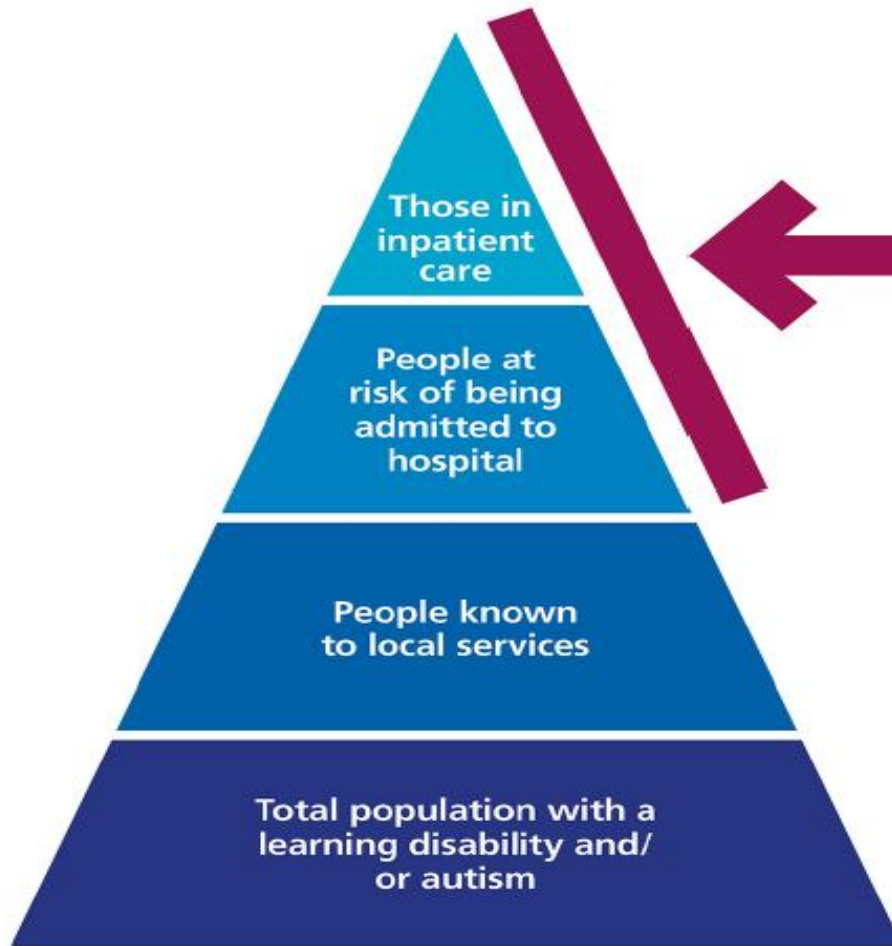 Those in
inpatient
care
People at
risk of being
admitted to
hospital
People known
to local services
Total population with a
learning disability and/
or autism